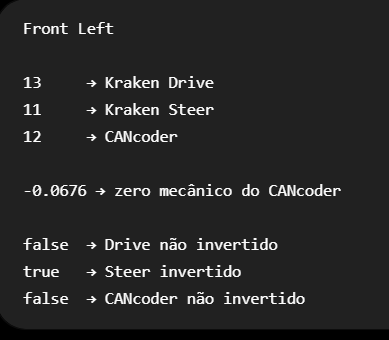 Front Left
13 → Kraken Drive
11 → Kraken Steer
12 → CANcoder
-0.0676 → zero mecânico do CANcoder
false → Drive não invertido
true → Steer invertido
false → CANcoder não invertido